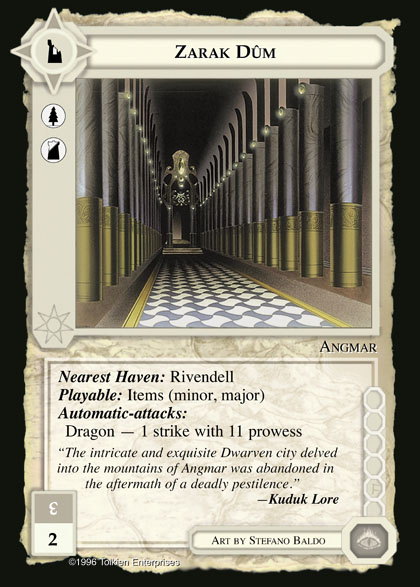 Zarak Dûm
Angmar
Nearest Haven: Rivendell
Playable: Items (minor, major)
Automatic-attacks:
Dragon — 1 strike with 11 prowess
“The intricate and exquisite Dwarven city delved
into the mountains of Angmar was abandoned in
the aftermath of a deadly pestilence.”
—Kuduk Lore
ε
2
Art by Stefano Baldo
©1996 Tolkien Enterprises